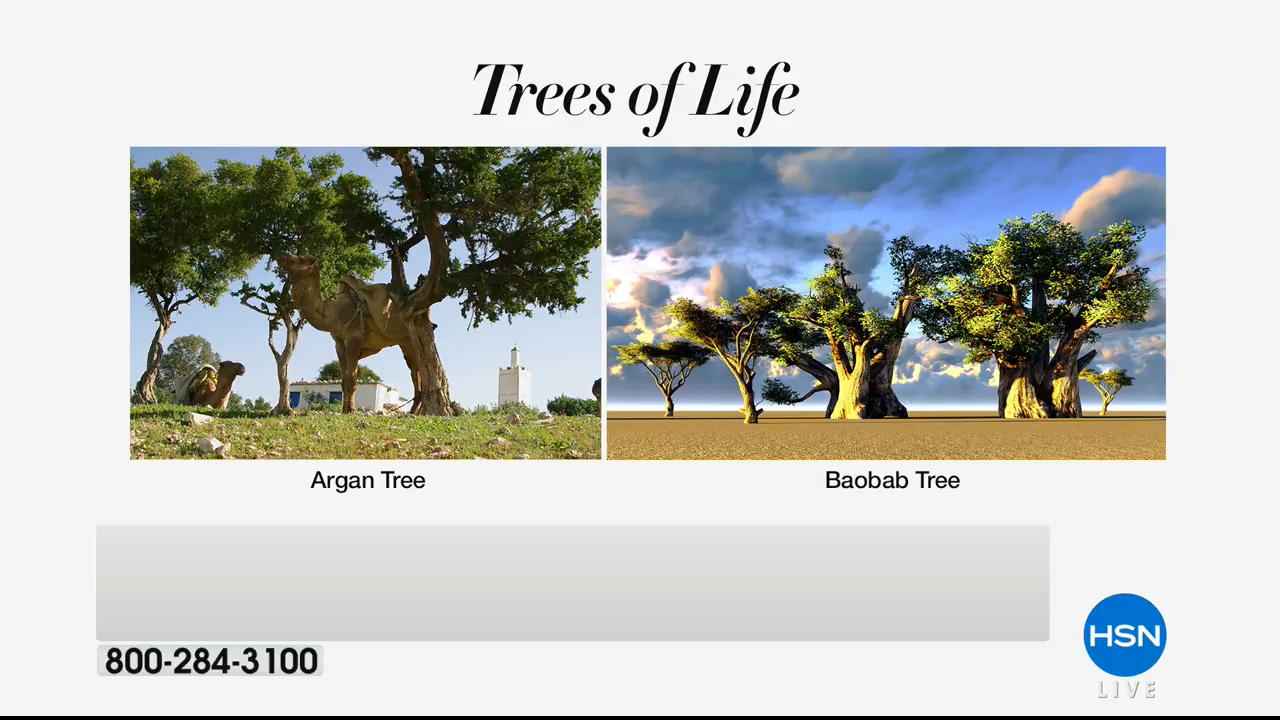 Trees of Life
Argan Tree
Baobab Tree
800-284-3100
HSN
LIVE